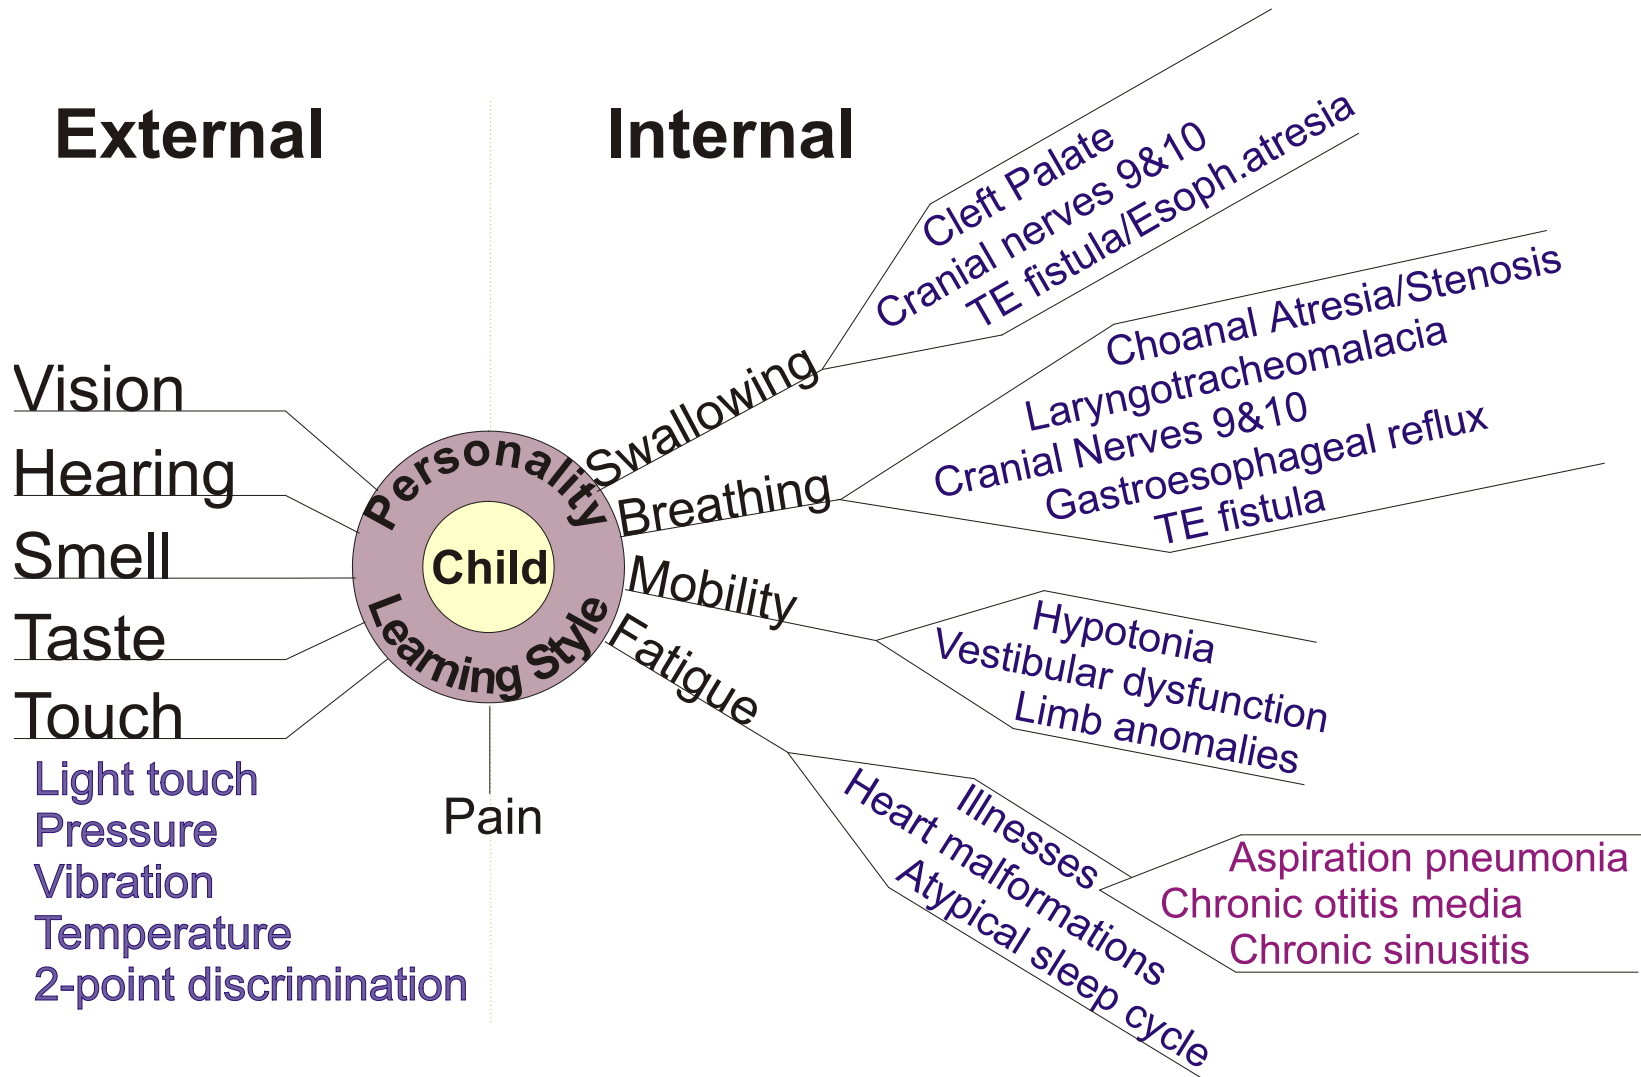 External
Internal
Vision
Hearing
Smell
Taste
Touch
Light touch
Pressure
Vibration
Temperature
2-point discrimination
Personality
Child
Learning Style
Pain
Swallowing
Cleft Palate
Cranial nerves 9&10
TE fistula/Esoph.atresia
Breathing
Choanal Atresia/Stenosis
Laryngotracheomalacia
Cranial Nerves 9&10
Gastroesophageal reflux
TE fistula
Mobility
Hypotonia
Vestibular dysfunction
Limb anomalies
Fatigue
Illnesses
Heart malformations
Atypical sleep cycle
Aspiration pneumonia
Chronic otitis media
Chronic sinusitis